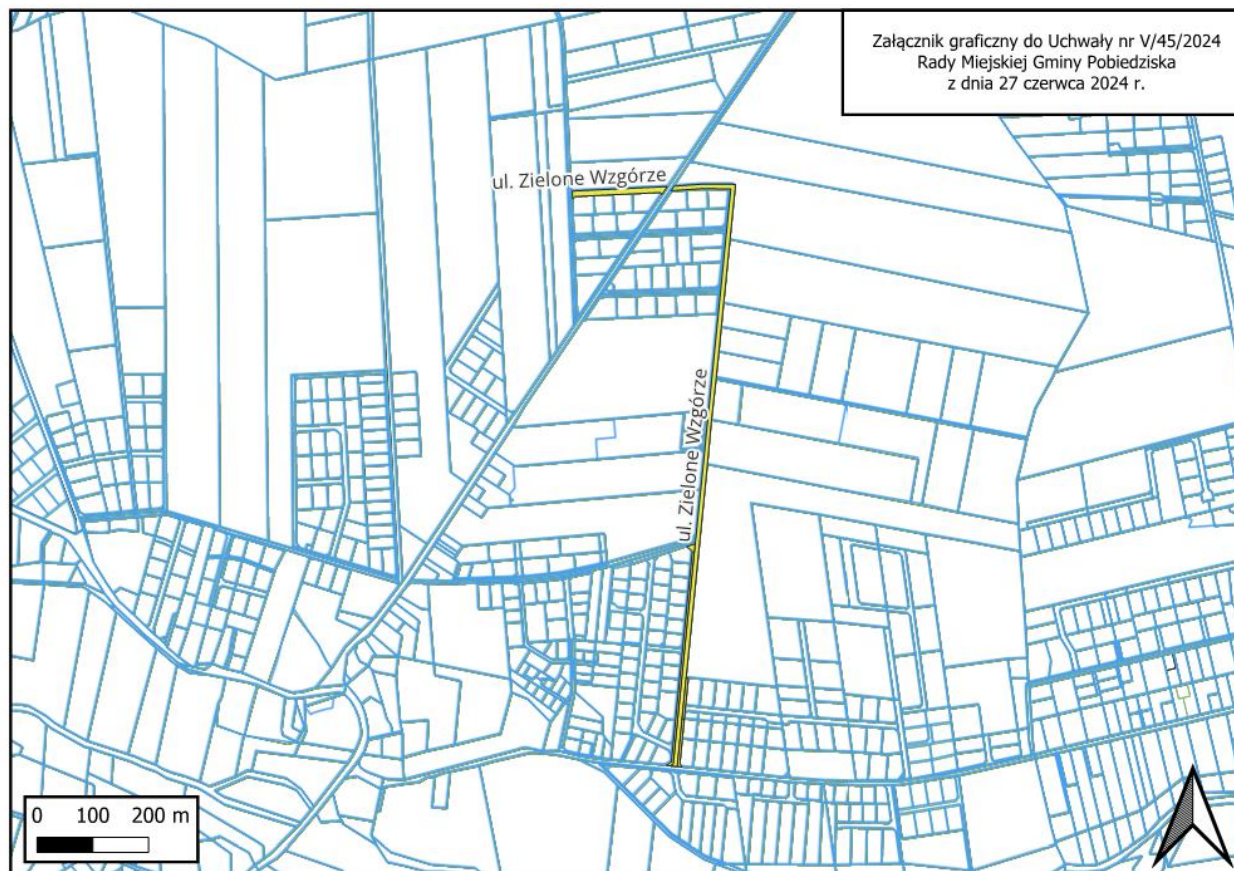 Załącznik graficzny do Uchwały nr V/45/2024
Rady Miejskiej Gminy Pobiedziska
z dnia 27 czerwca 2024 r.
ul. Zielone Wzgórze
ul. Zielone Wzgórze
0 100 200 m